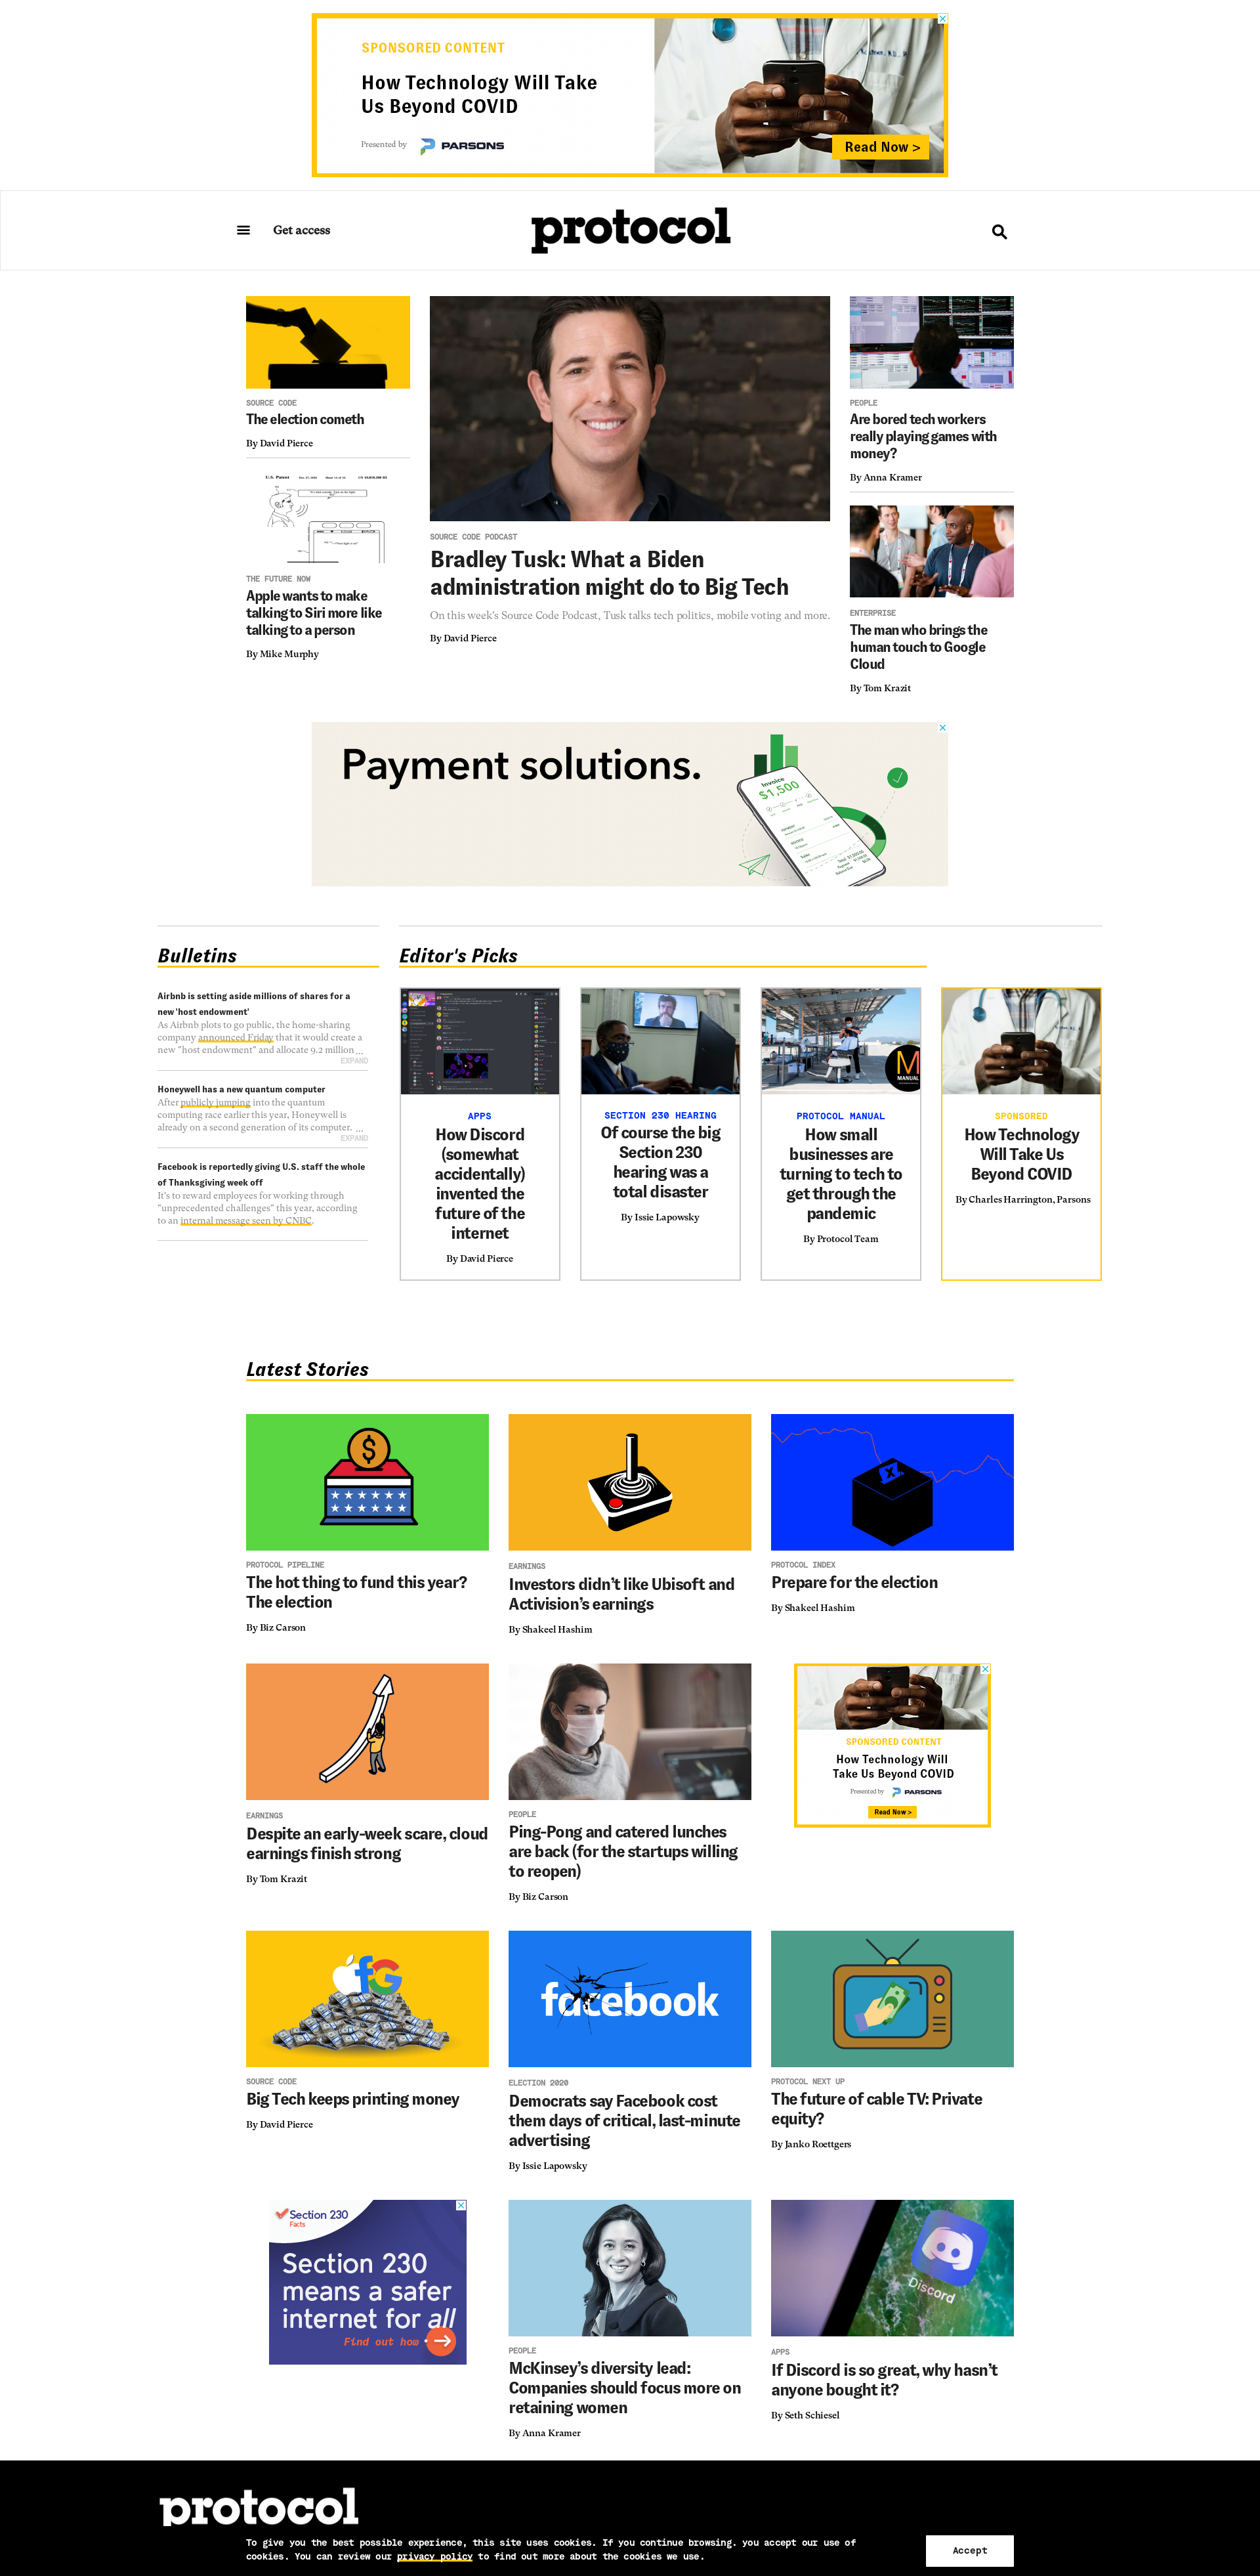 SPONSORED CONTENT
How Technology Will Take
Us Beyond COVID
Presented by
PARSONS
Read Now >
Get access
protocol
SOURCE CODE
The election cometh
By David Pierce
THE FUTURE NOW
Apple wants to make
talking to Siri more like
talking to a person
By Mike Murphy
SOURCE CODE PODCAST
Bradley Tusk: What a Biden
administration might do to Big Tech
On this week's Source Code Podcast, Tusk talks tech politics, mobile voting and more.
By David Pierce
PEOPLE
Are bored tech workers
really playing games with
money?
By Anna Kramer
ENTERPRISE
The man who brings the
human touch to Google
Cloud
By Tom Krazit
Payment solutions.
Invoice
$1,500
Bulletins
Airbnb is setting aside millions of shares for a
new 'host endowment'
As Airbnb plots to go public, the home-sharing
company announced Friday that it would create a
new "host endowment" and allocate 9.2 million ...
EXPAND
Honeywell has a new quantum computer
After publicly jumping into the quantum
computing race earlier this year, Honeywell is
already on a second generation of its computer. ...
EXPAND
Facebook is reportedly giving U.S. staff the whole
of Thanksgiving week off
It's to reward employees for working through
"unprecedented challenges" this year, according
to an internal message seen by CNBC.
Editor's Picks
APPS
How Discord
(somewhat
accidentally)
invented the
future of the
internet
By David Pierce
SECTION 230 HEARING
Of course the big
Section 230
hearing was a
total disaster
By Issie Lapowsky
M
MANUAL
PROTOCOL MANUAL
How small
businesses are
turning to tech to
get through the
pandemic
By Protocol Team
SPONSORED
How Technology
Will Take Us
Beyond COVID
By Charles Harrington, Parsons
Latest Stories
PROTOCOL PIPELINE
The hot thing to fund this year?
The election
By Biz Carson
EARNINGS
Investors didn't like Ubisoft and
Activision's earnings
By Shakeel Hashim
PROTOCOL INDEX
Prepare for the election
By Shakeel Hashim
EARNINGS
Despite an early-week scare, cloud
earnings finish strong
By Tom Krazit
PEOPLE
Ping-Pong and catered lunches
are back (for the startups willing
to reopen)
By Biz Carson
SPONSORED CONTENT
How Technology Will
Take Us Beyond COVID
Presented by
PARSONS
Read Now >
SOURCE CODE
Big Tech keeps printing money
By David Pierce
facebook
ELECTION 2020
Democrats say Facebook cost
them days of critical, last-minute
advertising
By Issie Lapowsky
PROTOCOL NEXT UP
The future of cable TV: Private
equity?
By Janko Roettgers
Section 230
Facts
Section 230
means a safer
internet for all
Find out how
PEOPLE
McKinsey's diversity lead:
Companies should focus more on
retaining women
By Anna Kramer
Discord
APPS
If Discord is so great, why hasn't
anyone bought it?
By Seth Schiesel
protocol
To give you the best possible experience, this site uses cookies. If you continue browsing. you accept our use of
cookies. You can review our privacy policy to find out more about the cookies we use.
Accept